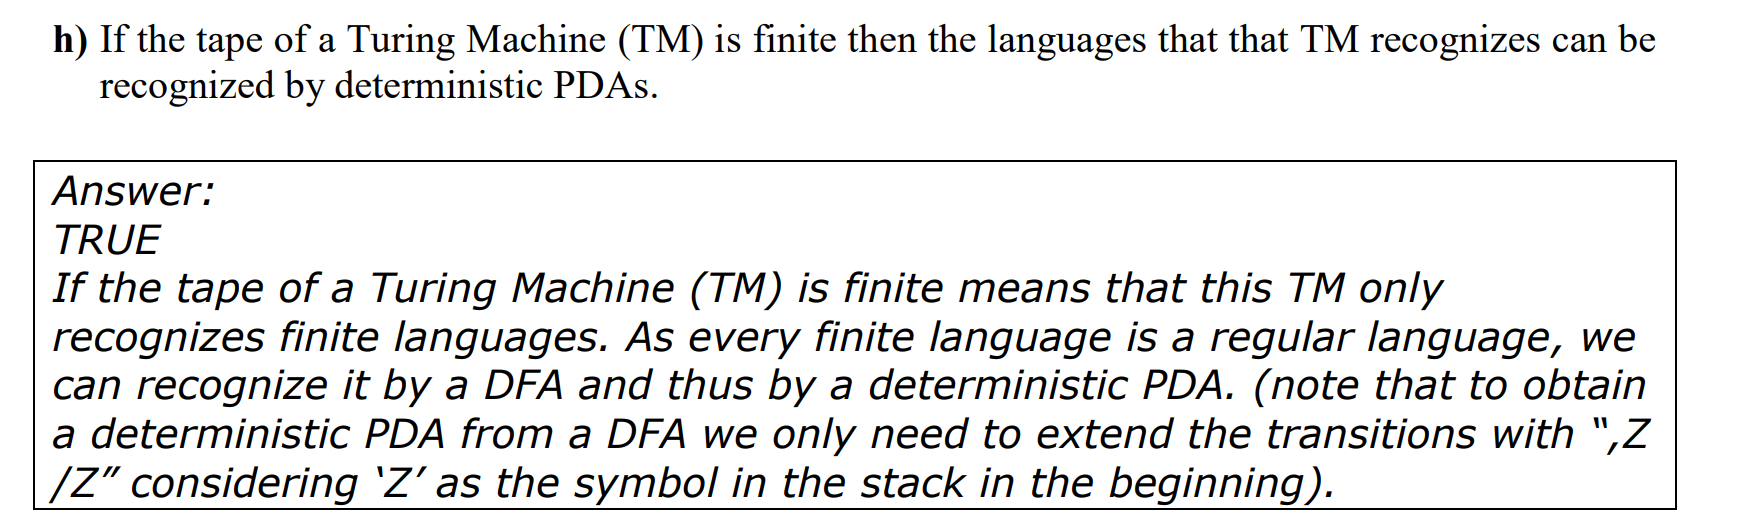 h) If the tape of a Turing Machine (TM) is finite then the languages that that TM recognizes can be
recognized by deterministic PDAs.
Answer:
TRUE
If the tape of a Turing Machine (TM) is finite means that this TM only
recognizes finite languages. As every finite language is a regular language, we
can recognize it by a DFA and thus by a deterministic PDA. (note that to obtain
a deterministic PDA from a DFA we only need to extend the transitions with “,Z
/Z” considering ‘Z’ as the symbol in the stack in the beginning).